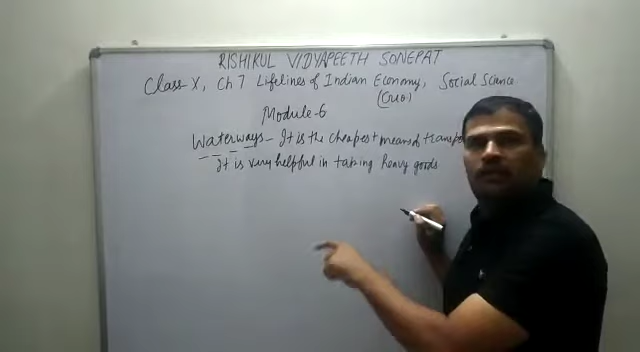 RISHIKUL VIDYAPEETH SONEPAT
Class X, Ch 7 Lifelines of Indian Economy, Social Science
(Geo.)
Module-6
Waterways - It is the cheapest means of
It is very helpful in taking heavy goods